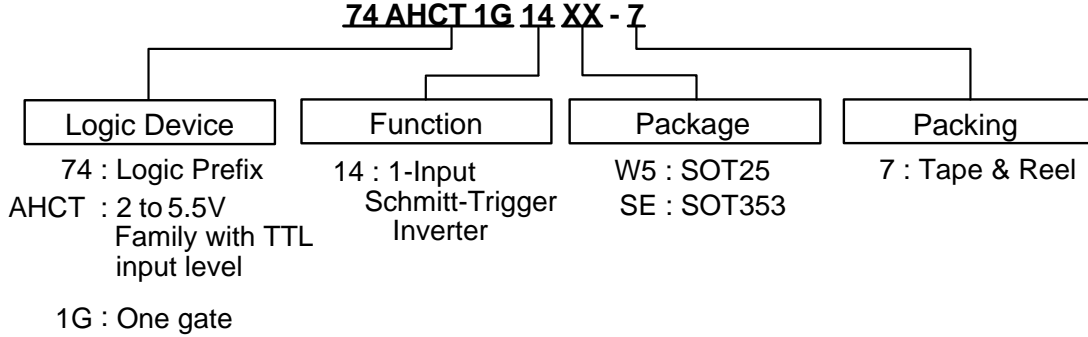 74 AHCT 1G 14 XX - 7
Logic Device
74 : Logic Prefix
AHCT : 2 to 5.5V
Family with TTL
input level
1G : One gate
Function
14 : 1-Input
Schmitt-Trigger
Inverter
Package
W5 : SOT25
SE : SOT353
Packing
7 : Tape & Reel